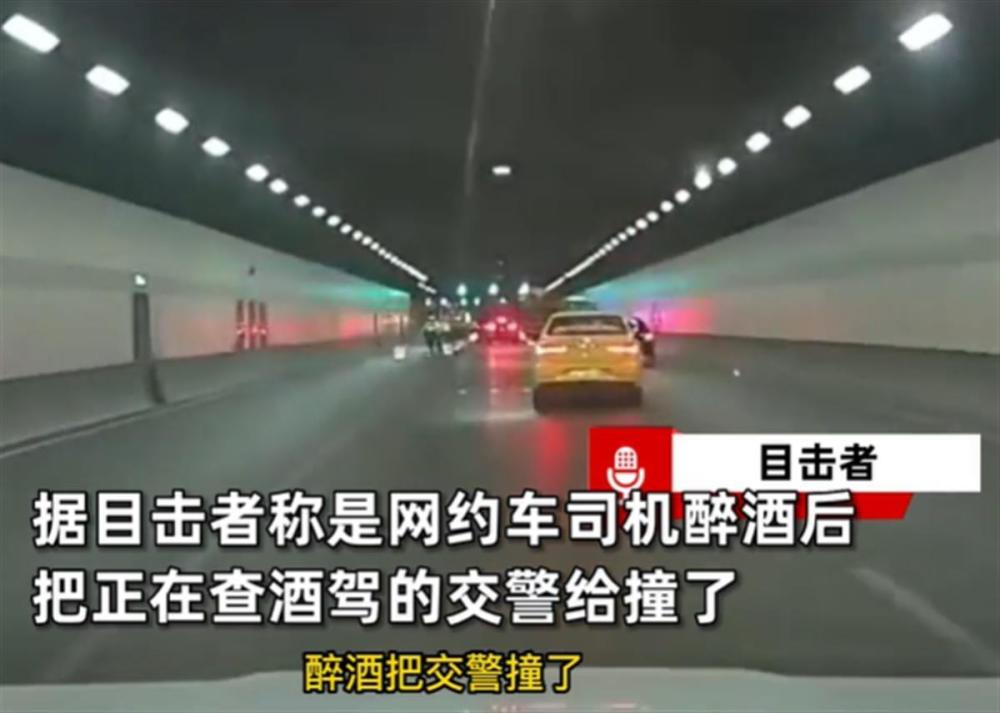 目击者
据目击者称是网约车司机醉酒后
把正在查酒驾的交警给撞了
醉酒把交警撞了